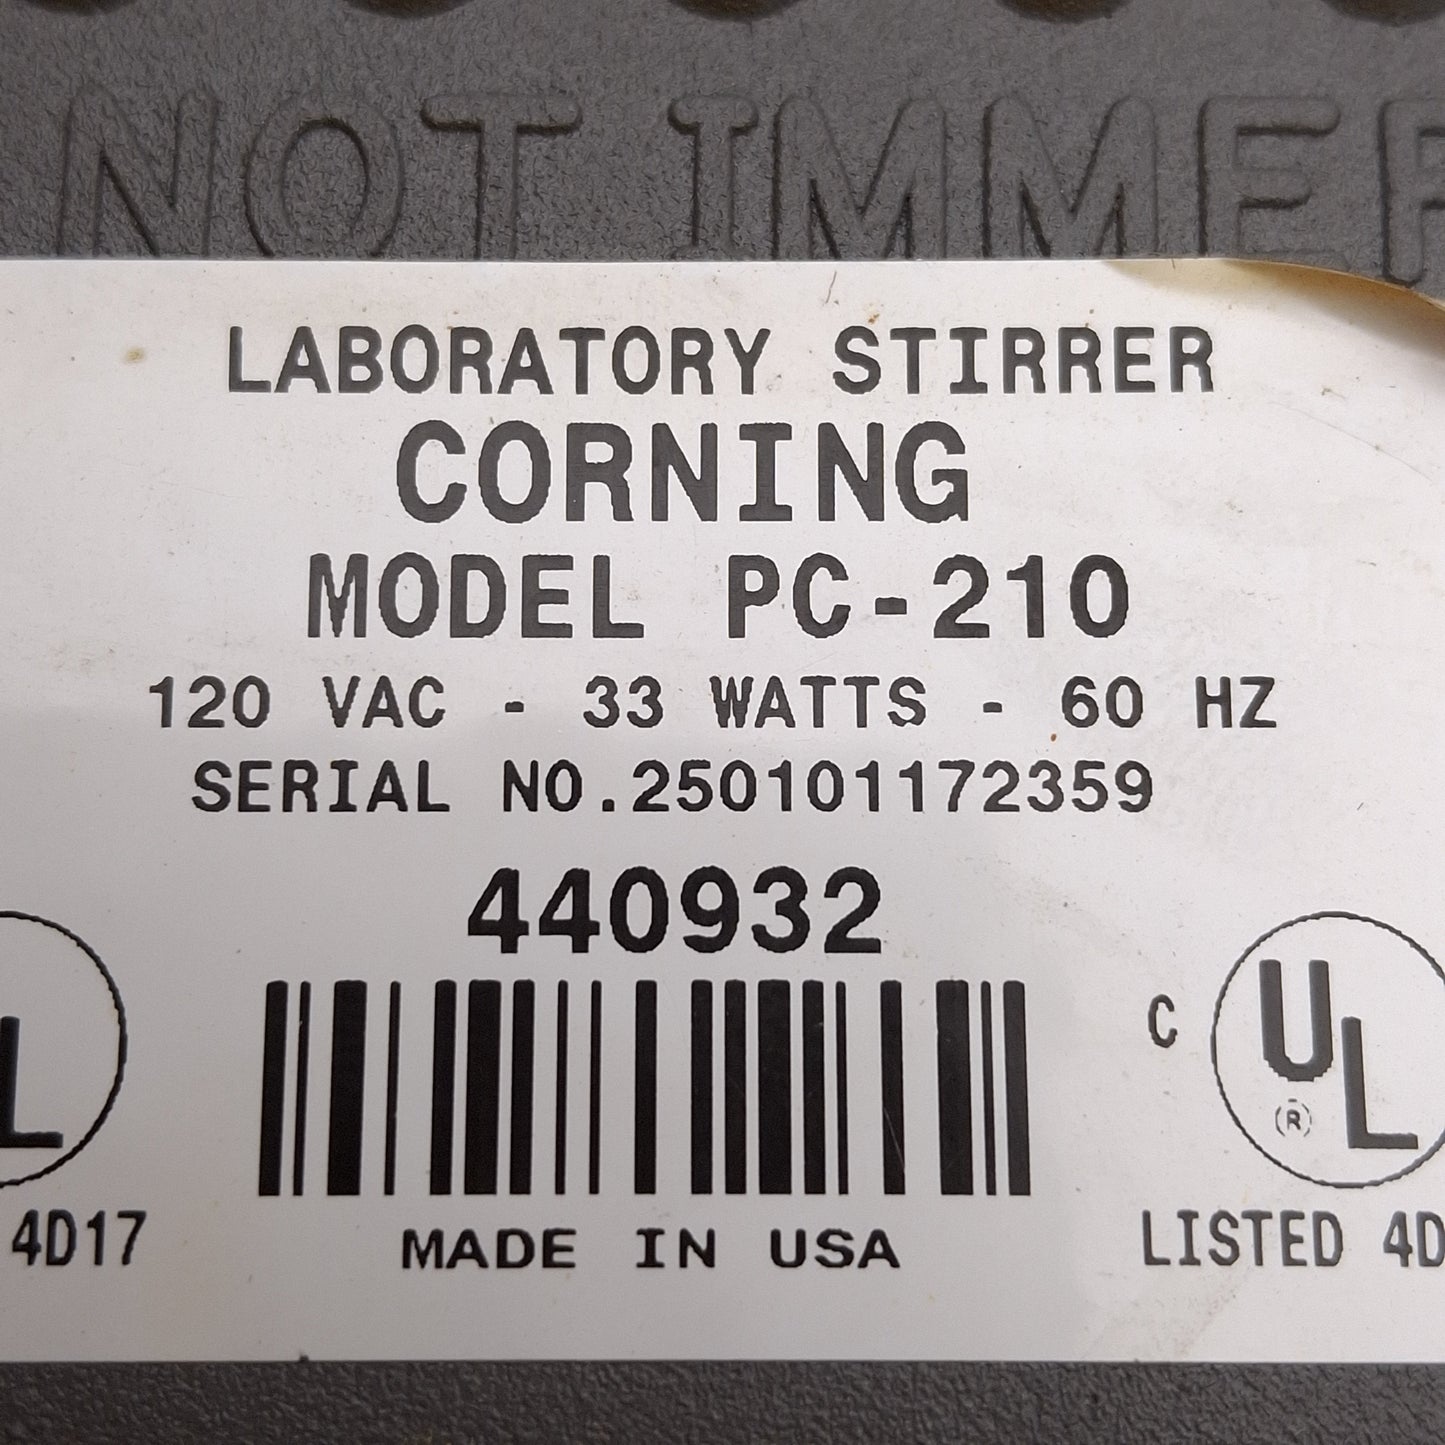 NOT IMMER
LABORATORY STIRRER
CORNING
MODEL PC-210
120 VAC - 33 WATTS - 60 HZ
SERIAL NO.250101172359
440932
L
4D17
C UL
®
LISTED 4D
MADE IN USA